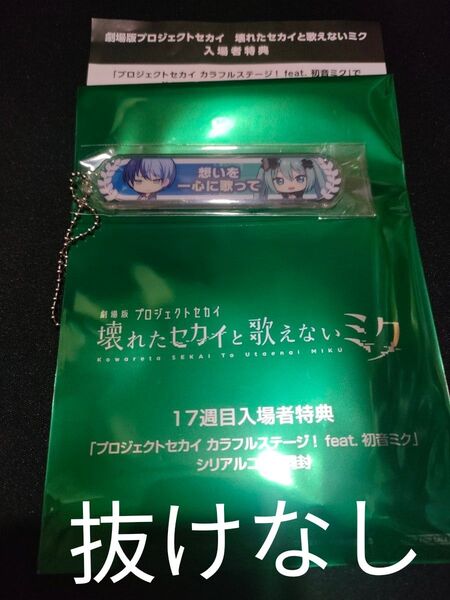 劇場版プロジェクトセカイ 壊れたセカイと歌えないミク
入場者特典
「プロジェクトセカイ カラフルステージ! feat. 初音ミク」で
想いを
一心に歌って
劇場版 プロジェクトセカイ
壊れたセカイと歌えないミク
Kowareta SEKAI To Utaenai MIKU
17週目入場者特典
「プロジェクトセカイ カラフルステージ! feat. 初音ミク」
シリアルコ 封
抜けなし